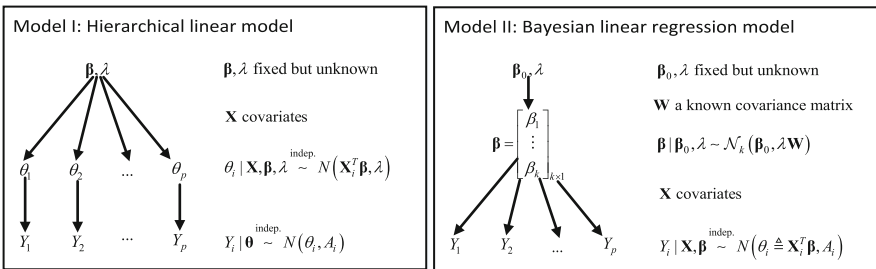 Model I: Hierarchical linear model
β, λ
β, λ fixed but unknown
X covariates
θ₁ θ₂ ... θₚ
θᵢ | X, β, λ indep. ~ N(Xᵢᵀβ, λ)
Y₁ Y₂ ... Yₚ
Yᵢ | θ indep. ~ N(θᵢ, Aᵢ)
Model II: Bayesian linear regression model
β₀, λ
β₀, λ fixed but unknown
W a known covariance matrix
β = [β₁ ⋮ βₖ]ₖ×₁
β | β₀, λ ~ 𝒩ₖ(β₀, λW)
X covariates
Y₁ Y₂ ... Yₚ
Yᵢ | X, β indep. ~ N(θᵢ ≜ Xᵢᵀβ, Aᵢ)